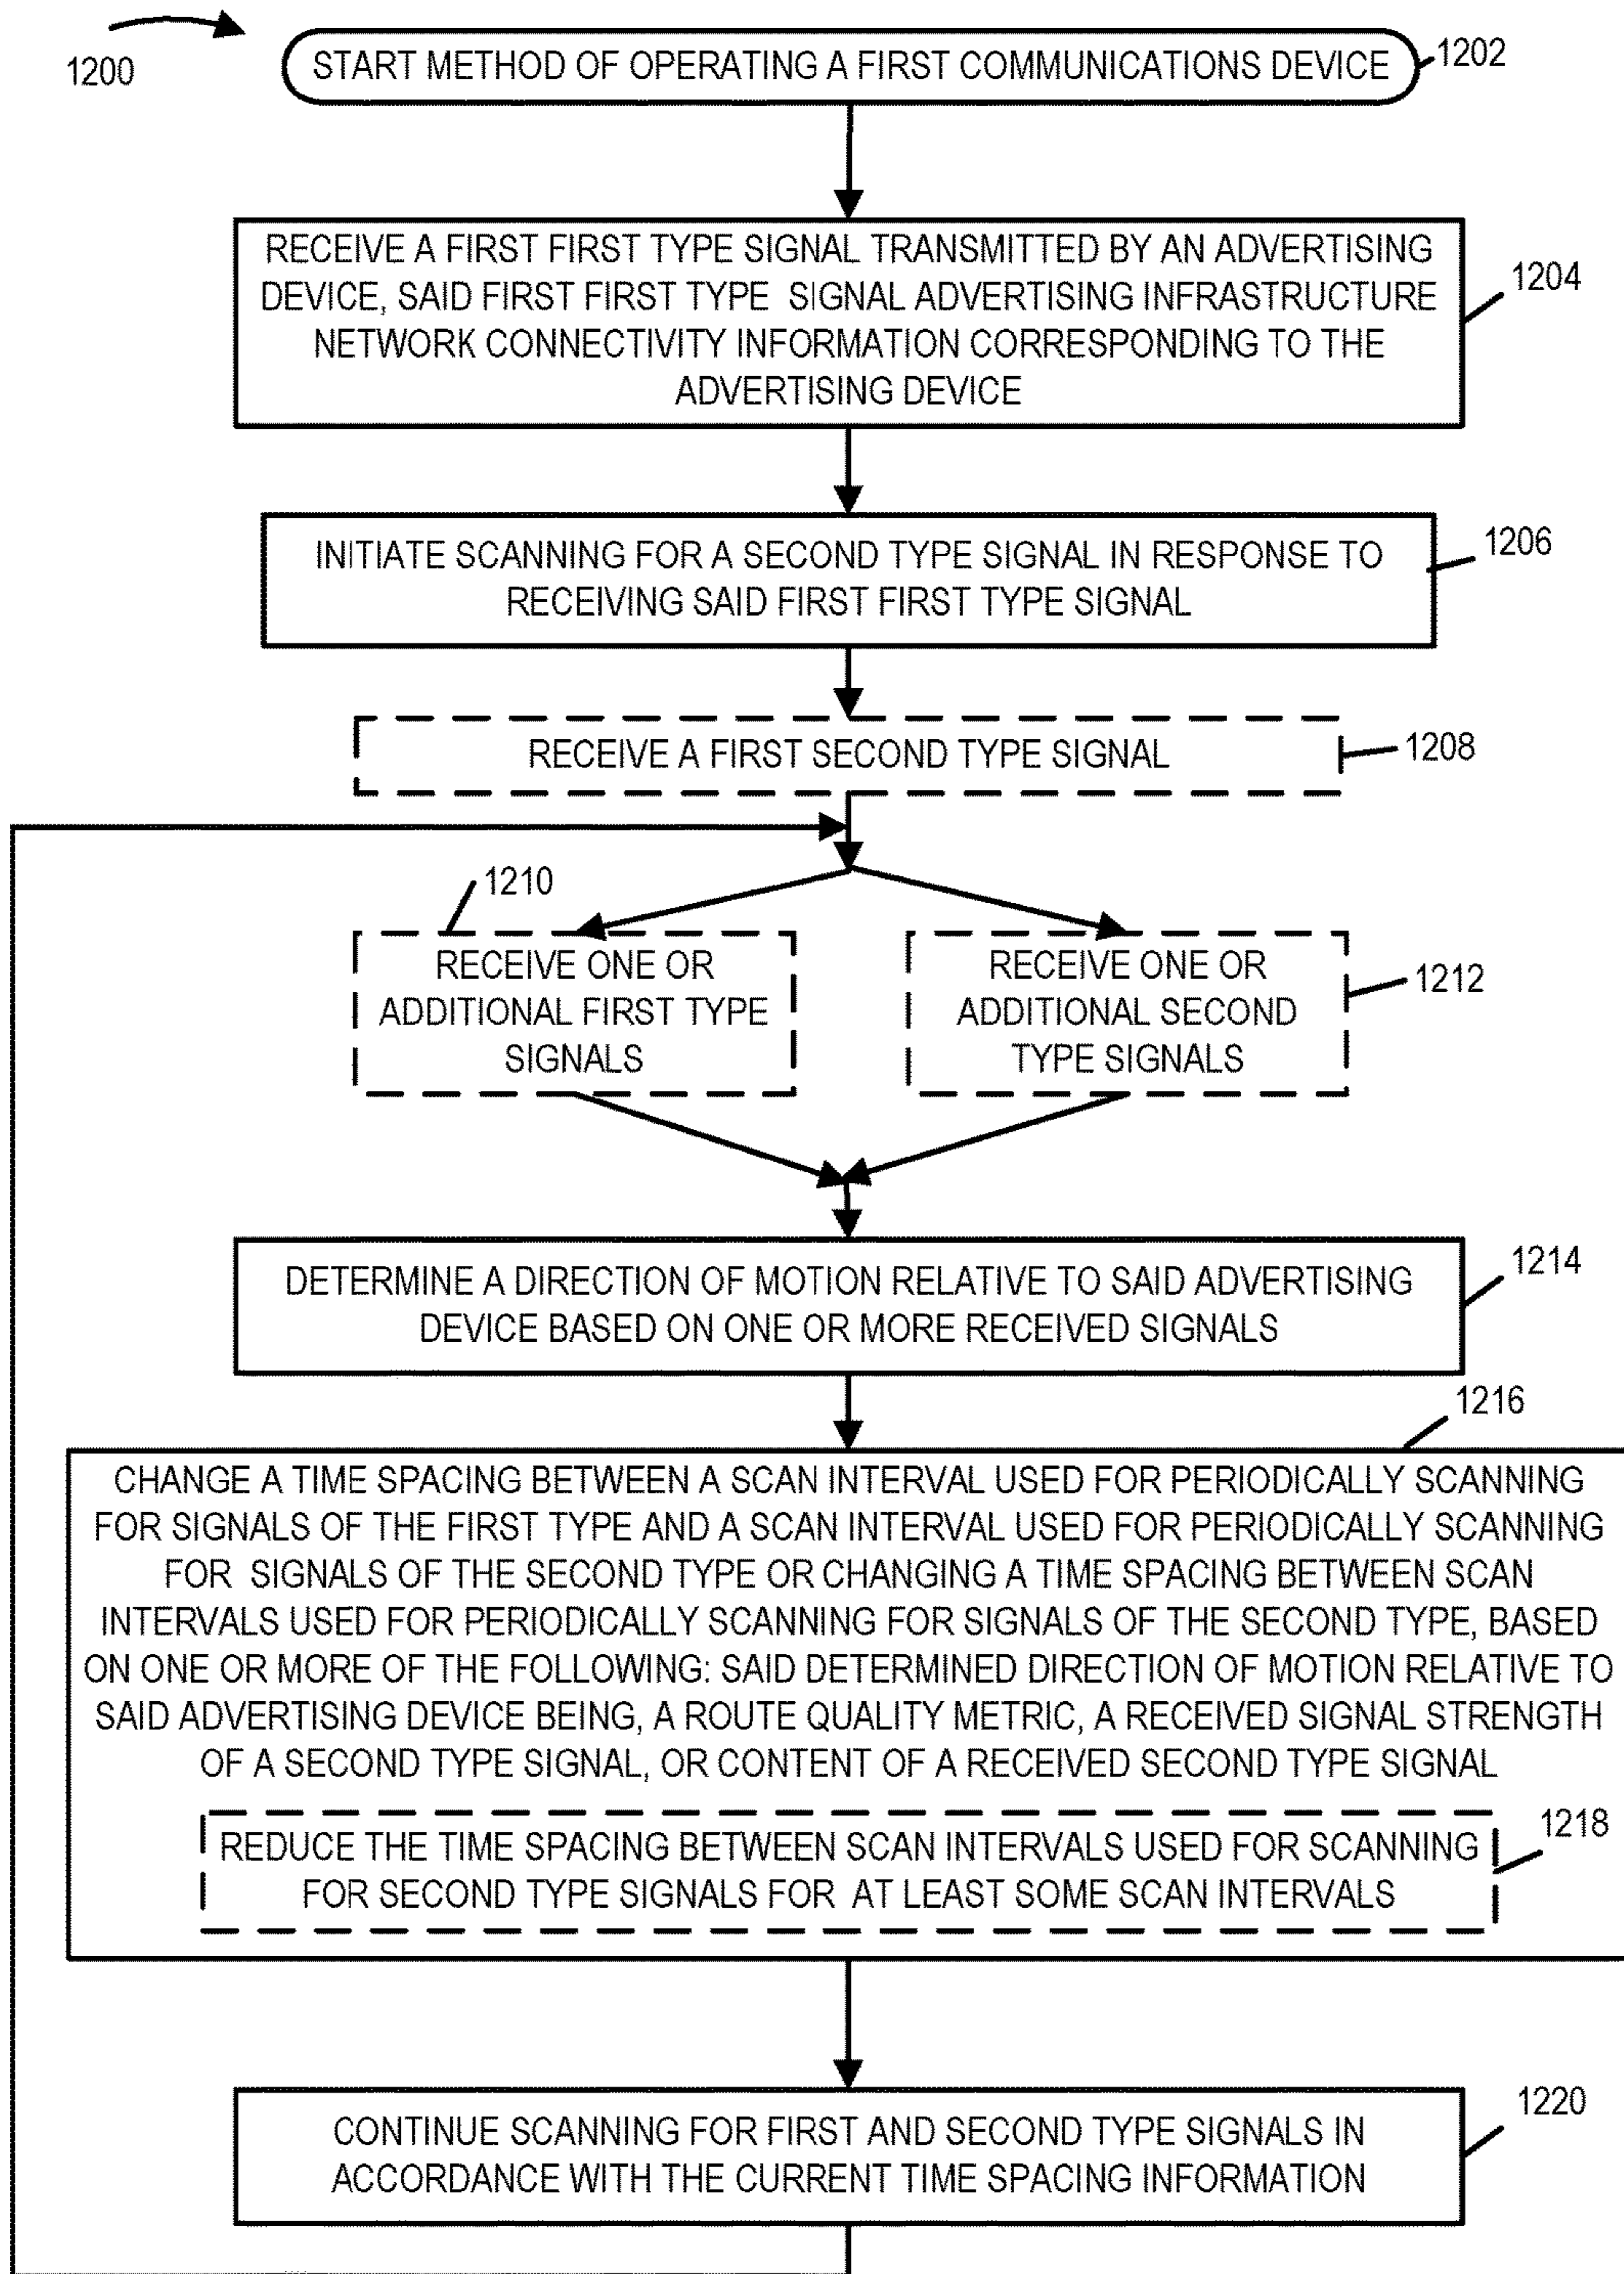 1200
START METHOD OF OPERATING A FIRST COMMUNICATIONS DEVICE
1202
RECEIVE A FIRST FIRST TYPE SIGNAL TRANSMITTED BY AN ADVERTISING
DEVICE, SAID FIRST FIRST TYPE SIGNAL ADVERTISING INFRASTRUCTURE
NETWORK CONNECTIVITY INFORMATION CORRESPONDING TO THE
ADVERTISING DEVICE
1204
INITIATE SCANNING FOR A SECOND TYPE SIGNAL IN RESPONSE TO
RECEIVING SAID FIRST FIRST TYPE SIGNAL
1206
RECEIVE A FIRST SECOND TYPE SIGNAL
1208
1210
RECEIVE ONE OR
ADDITIONAL FIRST TYPE
SIGNALS
RECEIVE ONE OR
ADDITIONAL SECOND
TYPE SIGNALS
1212
DETERMINE A DIRECTION OF MOTION RELATIVE TO SAID ADVERTISING
DEVICE BASED ON ONE OR MORE RECEIVED SIGNALS
1214
1216
CHANGE A TIME SPACING BETWEEN A SCAN INTERVAL USED FOR PERIODICALLY SCANNING
FOR SIGNALS OF THE FIRST TYPE AND A SCAN INTERVAL USED FOR PERIODICALLY SCANNING
FOR SIGNALS OF THE SECOND TYPE OR CHANGING A TIME SPACING BETWEEN SCAN
INTERVALS USED FOR PERIODICALLY SCANNING FOR SIGNALS OF THE SECOND TYPE, BASED
ON ONE OR MORE OF THE FOLLOWING: SAID DETERMINED DIRECTION OF MOTION RELATIVE TO
SAID ADVERTISING DEVICE BEING, A ROUTE QUALITY METRIC, A RECEIVED SIGNAL STRENGTH
OF A SECOND TYPE SIGNAL, OR CONTENT OF A RECEIVED SECOND TYPE SIGNAL
REDUCE THE TIME SPACING BETWEEN SCAN INTERVALS USED FOR SCANNING
FOR SECOND TYPE SIGNALS FOR AT LEAST SOME SCAN INTERVALS
1218
CONTINUE SCANNING FOR FIRST AND SECOND TYPE SIGNALS IN
ACCORDANCE WITH THE CURRENT TIME SPACING INFORMATION
1220